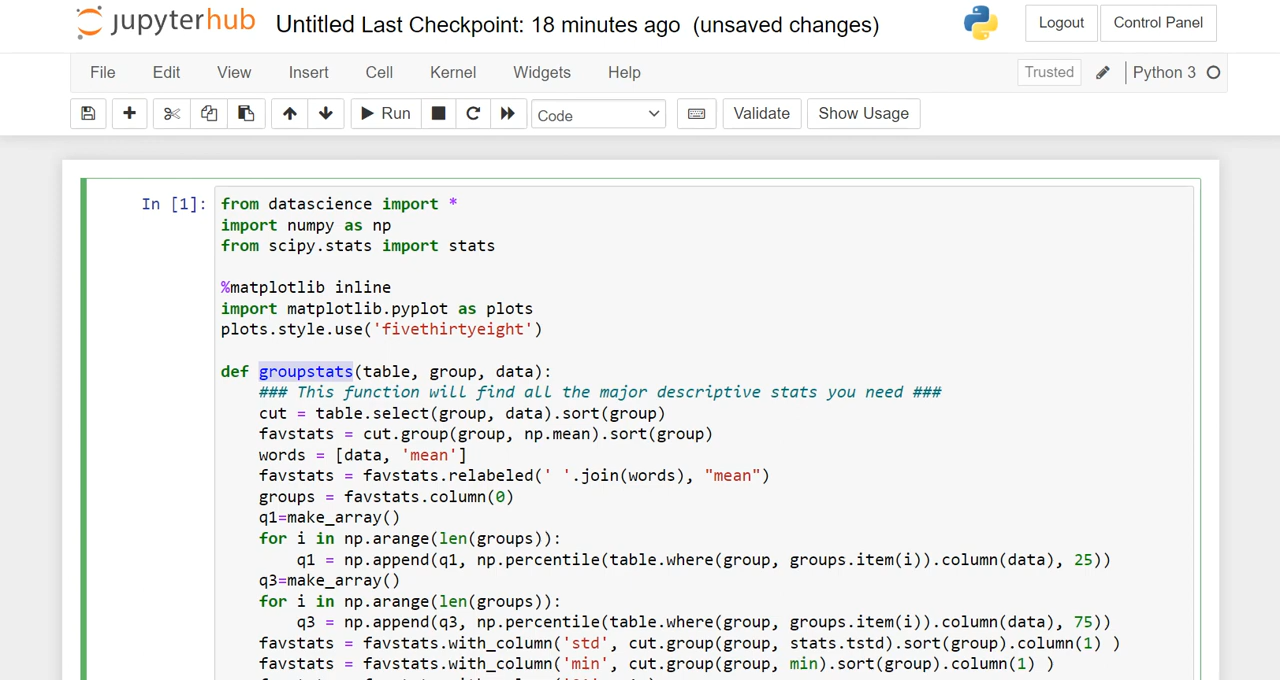 jupyterhub Untitled Last Checkpoint: 18 minutes ago (unsaved changes) Logout Control Panel
File Edit View Insert Cell Kernel Widgets Help Trusted Python 3
Run Code Validate Show Usage
In [1]: from datascience import *
import numpy as np
from scipy.stats import stats
%matplotlib inline
import matplotlib.pyplot as plots
plots.style.use('fivethirtyeight')
def groupstats(table, group, data):
### This function will find all the major descriptive stats you need ###
cut = table.select(group, data).sort(group)
favstats = cut.group(group, np.mean).sort(group)
words = [data, 'mean']
favstats = favstats.relabeled(' '.join(words), "mean")
groups = favstats.column(0)
q1=make_array()
for i in np.arange(len(groups)):
q1 = np.append(q1, np.percentile(table.where(group, groups.item(i)).column(data), 25))
q3=make_array()
for i in np.arange(len(groups)):
q3 = np.append(q3, np.percentile(table.where(group, groups.item(i)).column(data), 75))
favstats = favstats.with_column('std', cut.group(group, stats.tstd).sort(group).column(1) )
favstats = favstats.with_column('min', cut.group(group, min).sort(group).column(1) )